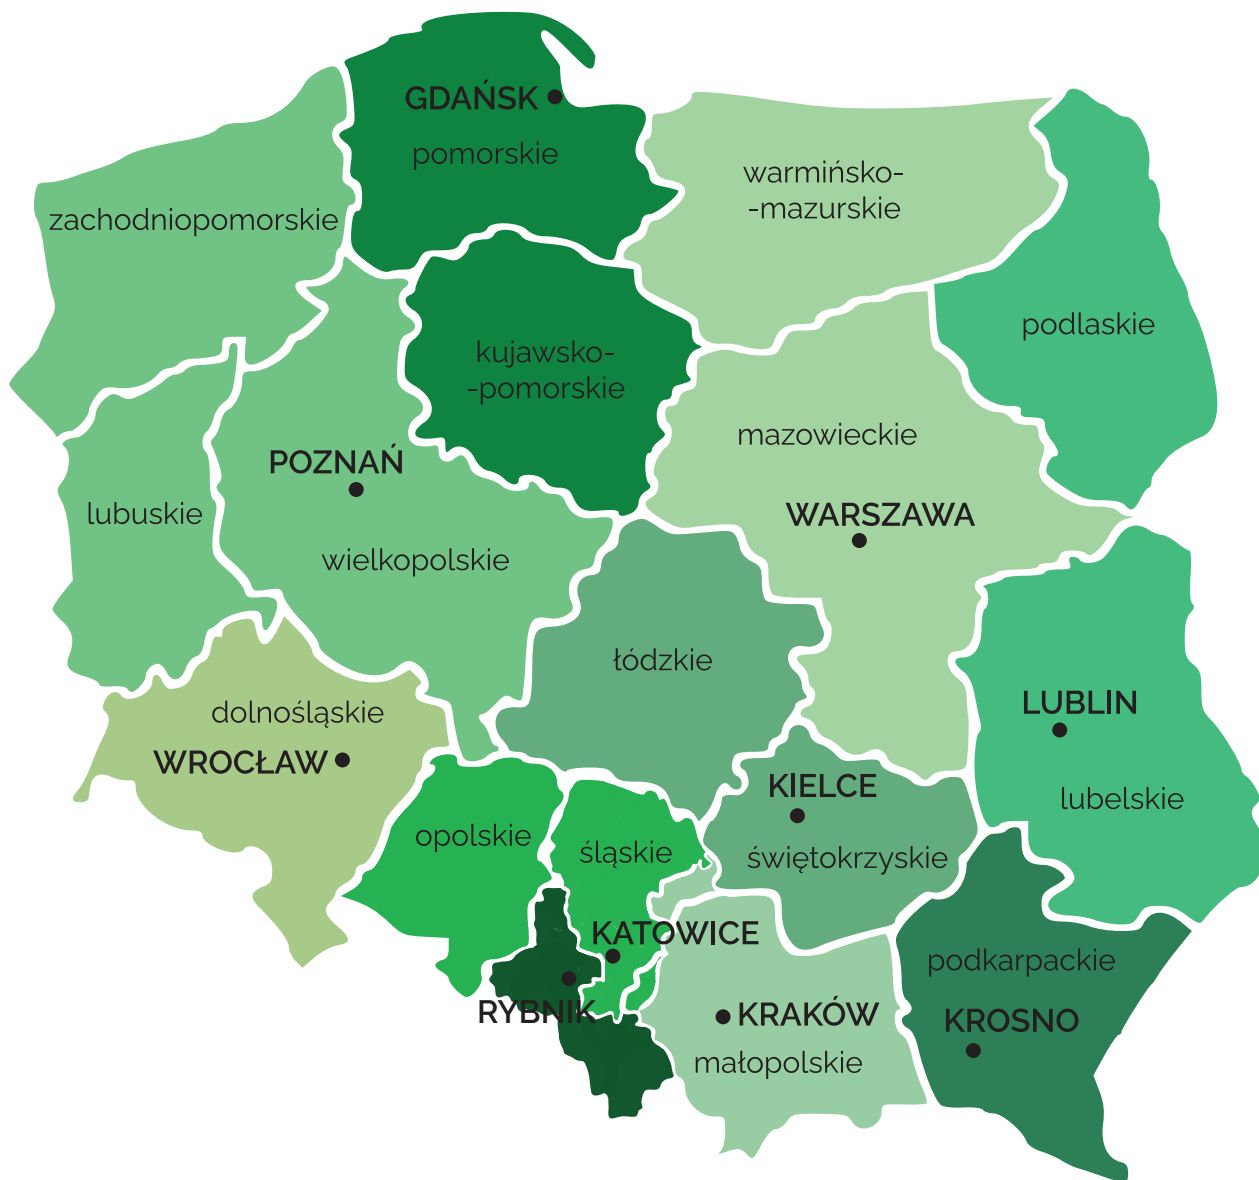 GDAŃSK
pomorskie
warmińsko-
-mazurskie
zachodniopomorskie
podlaskie
kujawsko-
-pomorskie
mazowieckie
POZNAŃ
lubuskie
WARSZAWA
wielkopolskie
łódzkie
dolnośląskie
LUBLIN
WROCŁAW
KIELCE
lubelskie
opolskie
śląskie
świętokrzyskie
KATOWICE
podkarpackie
RYBNIK
KRAKÓW
KROSNO
małopolskie